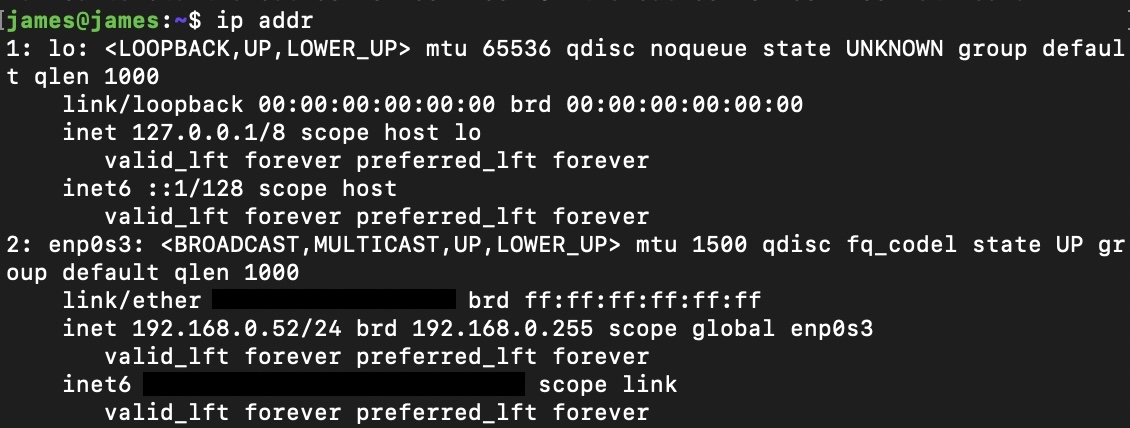 [james@james:~$ ip addr
1: lo: <LOOPBACK,UP,LOWER_UP> mtu 65536 qdisc noqueue state UNKNOWN group defaul
t qlen 1000
    link/loopback 00:00:00:00:00:00 brd 00:00:00:00:00:00
    inet 127.0.0.1/8 scope host lo
       valid_lft forever preferred_lft forever
    inet6 ::1/128 scope host
       valid_lft forever preferred_lft forever
2: enp0s3: <BROADCAST,MULTICAST,UP,LOWER_UP> mtu 1500 qdisc fq_codel state UP gr
oup default qlen 1000
    link/ether brd ff:ff:ff:ff:ff:ff
    inet 192.168.0.52/24 brd 192.168.0.255 scope global enp0s3
       valid_lft forever preferred_lft forever
    inet6 scope link
       valid_lft forever preferred_lft forever